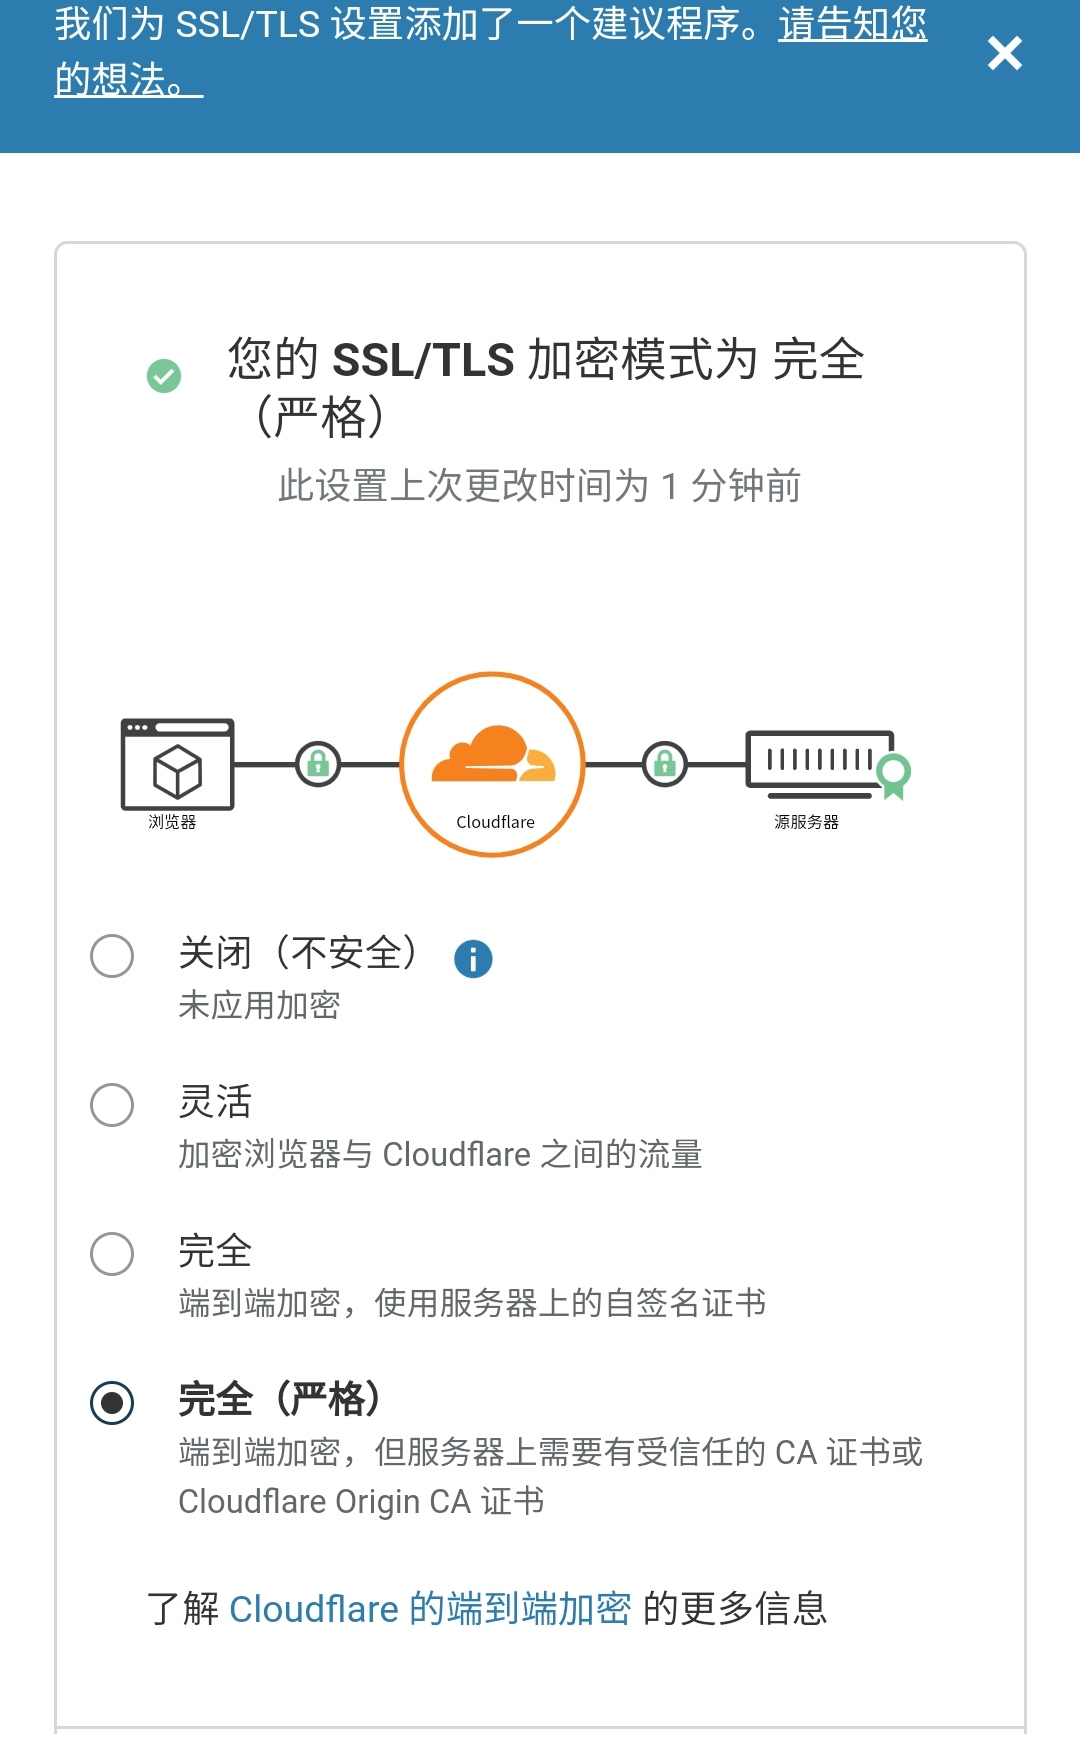 我们为 SSL/TLS 设置添加了一个建议程序。请告知您
的想法。
您的 SSL/TLS 加密模式为 完全
（严格）
此设置上次更改时间为 1 分钟前
浏览器
Cloudflare
源服务器
关闭（不安全）
未应用加密
灵活
加密浏览器与 Cloudflare 之间的流量
完全
端到端加密，使用服务器上的自签名证书
完全（严格）
端到端加密，但服务器上需要有受信任的 CA 证书或
Cloudflare Origin CA 证书
了解 Cloudflare 的端到端加密 的更多信息